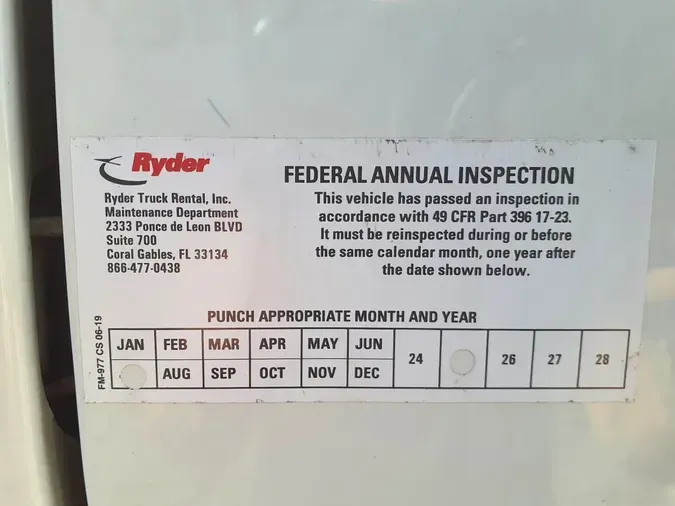 Ryder
Ryder Truck Rental, Inc.
Maintenance Department
2333 Ponce de Leon BLVD
Suite 700
Coral Gables, FL 33134
866-477-0438
FEDERAL ANNUAL INSPECTION
This vehicle has passed an inspection in
accordance with 49 CFR Part 396 17-23.
It must be reinspected during or before
the same calendar month, one year after
the date shown below.
PUNCH APPROPRIATE MONTH AND YEAR
JAN FEB MAR APR MAY JUN 24 26 27 28
AUG SEP OCT NOV DEC
FM-977 CS 06-19